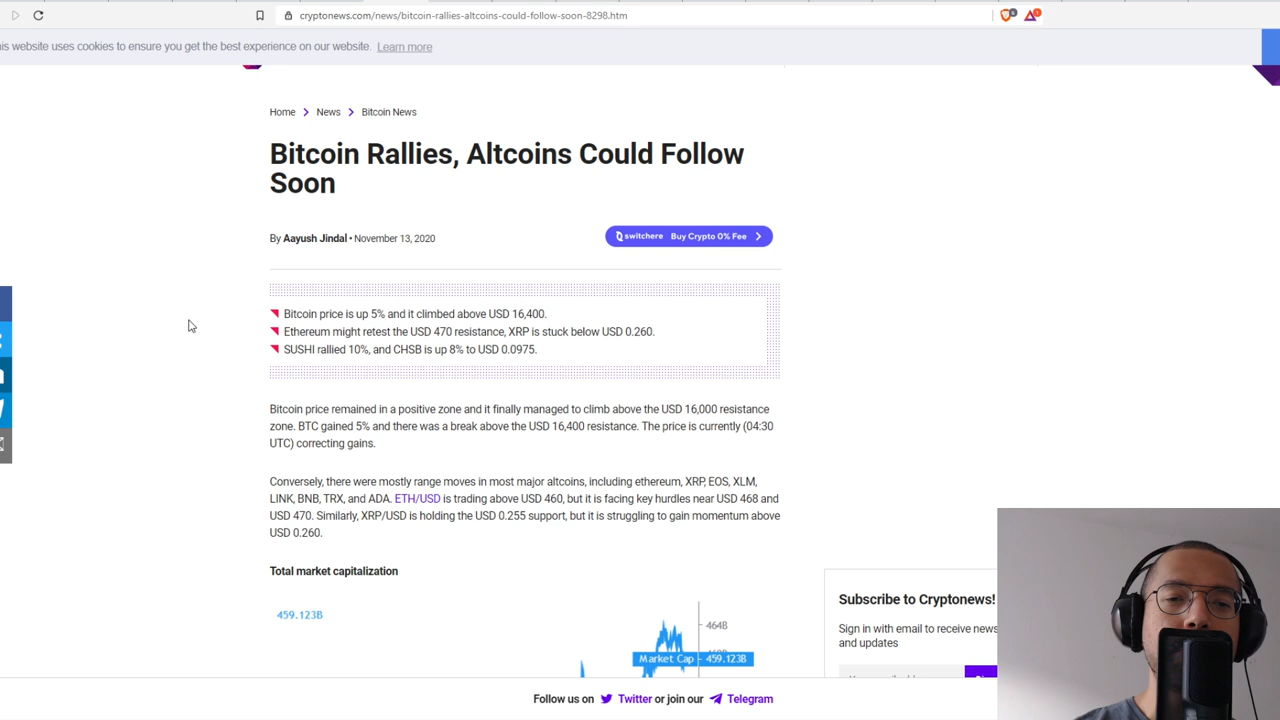 cryptonews.com/news/bitcoin-rallies-altcoins-could-follow-soon-8298.htm
is website uses cookies to ensure you get the best experience on our website. Learn more
Home > News > Bitcoin News
Bitcoin Rallies, Altcoins Could Follow
Soon
By Aayush Jindal • November 13, 2020
switchere Buy Crypto 0% Fee
Bitcoin price is up 5% and it climbed above USD 16,400.
Ethereum might retest the USD 470 resistance, XRP is stuck below USD 0.260.
SUSHI rallied 10%, and CHSB is up 8% to USD 0.0975.
Bitcoin price remained in a positive zone and it finally managed to climb above the USD 16,000 resistance
zone. BTC gained 5% and there was a break above the USD 16,400 resistance. The price is currently (04:30
UTC) correcting gains.
Conversely, there were mostly range moves in most major altcoins, including ethereum, XRP, EOS, XLM,
LINK, BNB, TRX, and ADA. ETH/USD is trading above USD 460, but it is facing key hurdles near USD 468 and
USD 470. Similarly, XRP/USD is holding the USD 0.255 support, but it is struggling to gain momentum above
USD 0.260.
Total market capitalization
459.123B
464B
Market Cap - 459.123B
Subscribe to Cryptonews!
Sign in with email to receive news
and updates
Follow us on Twitter or join our Telegram